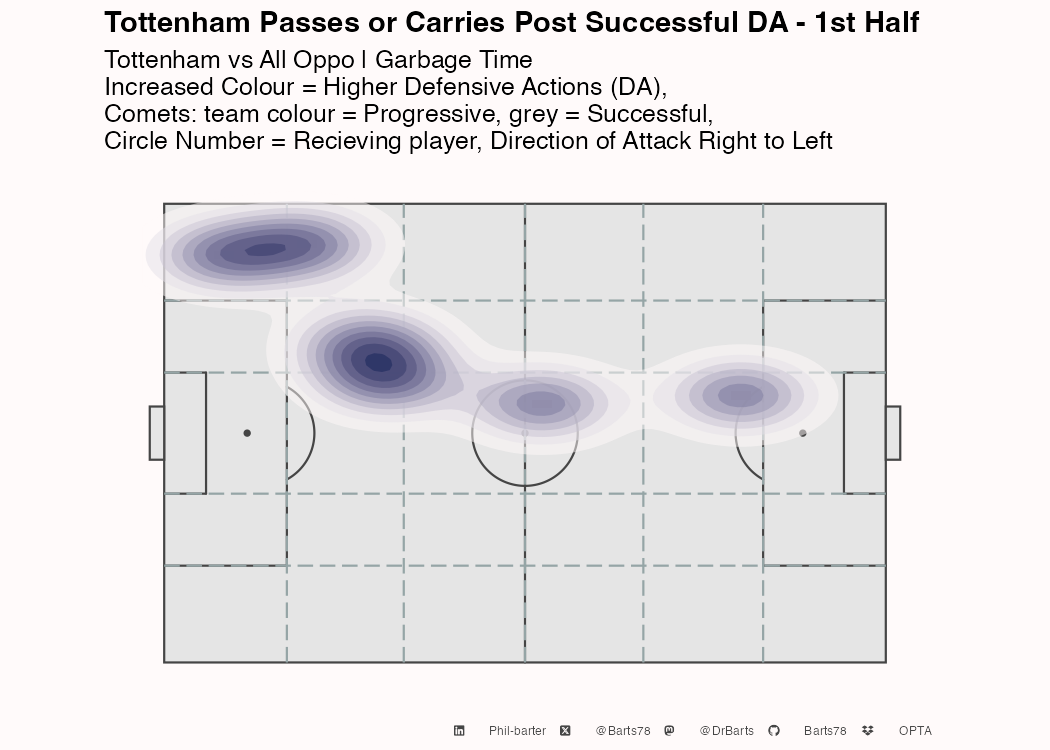 Tottenham Passes or Carries Post Successful DA - 1st Half
Tottenham vs All Oppo | Garbage Time
Increased Colour = Higher Defensive Actions (DA),
Comets: team colour = Progressive, grey = Successful,
Circle Number = Recieving player, Direction of Attack Right to Left
Phil-barter @Barts78 @DrBarts Barts78 OPTA